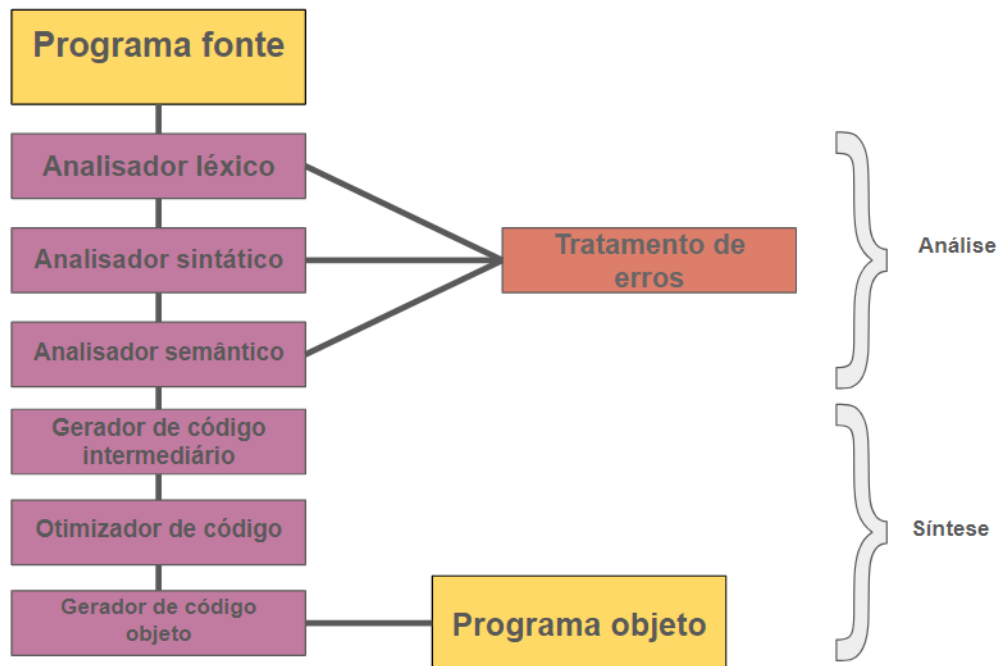 Programa fonte
Analisador léxico
Analisador sintático
Tratamento de
erros
Análise
Analisador semântico
Gerador de código
intermediário
Otimizador de código
Síntese
Gerador de código
objeto
Programa objeto